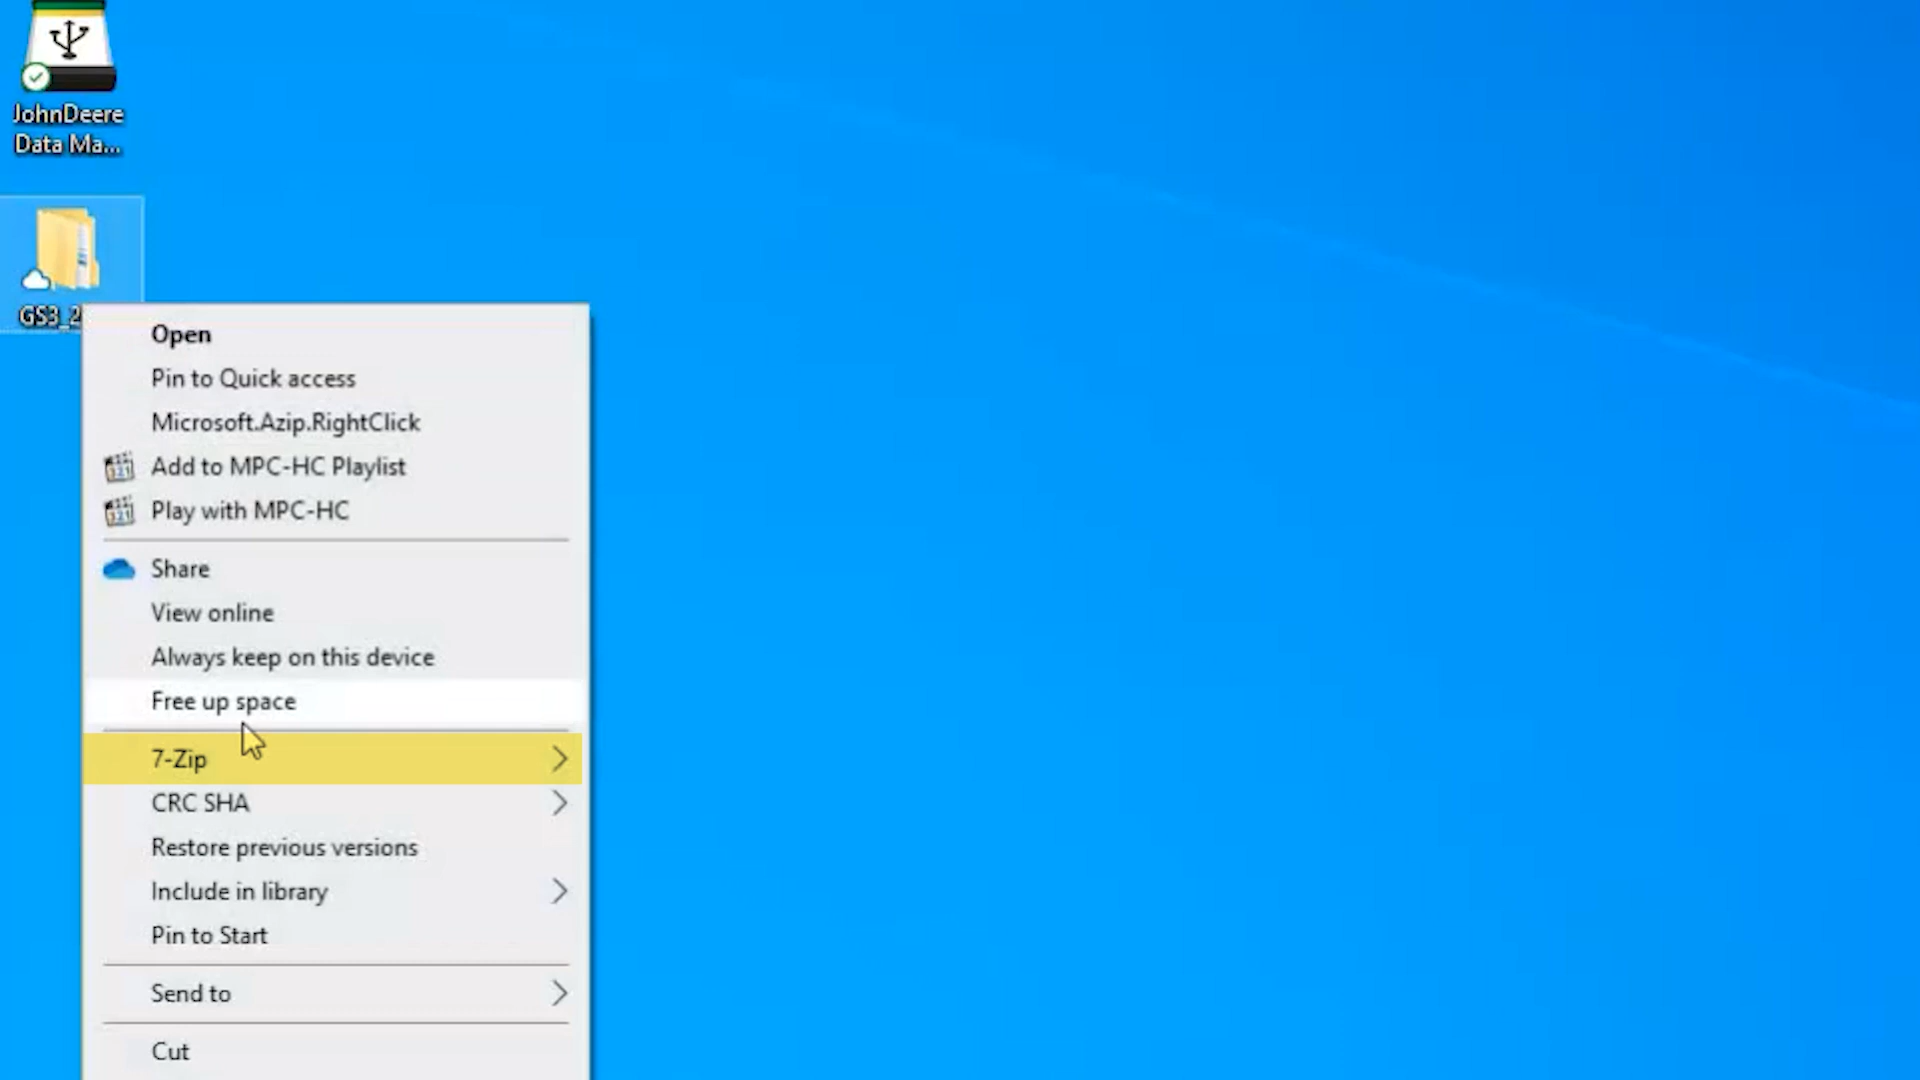 JohnDeere
Data Ma...
GS3_2
Open
Pin to Quick access
Microsoft.Azip.RightClick
Add to MPC-HC Playlist
Play with MPC-HC
Share
View online
Always keep on this device
Free up space
7-Zip
CRC SHA
Restore previous versions
Include in library
Pin to Start
Send to
Cut